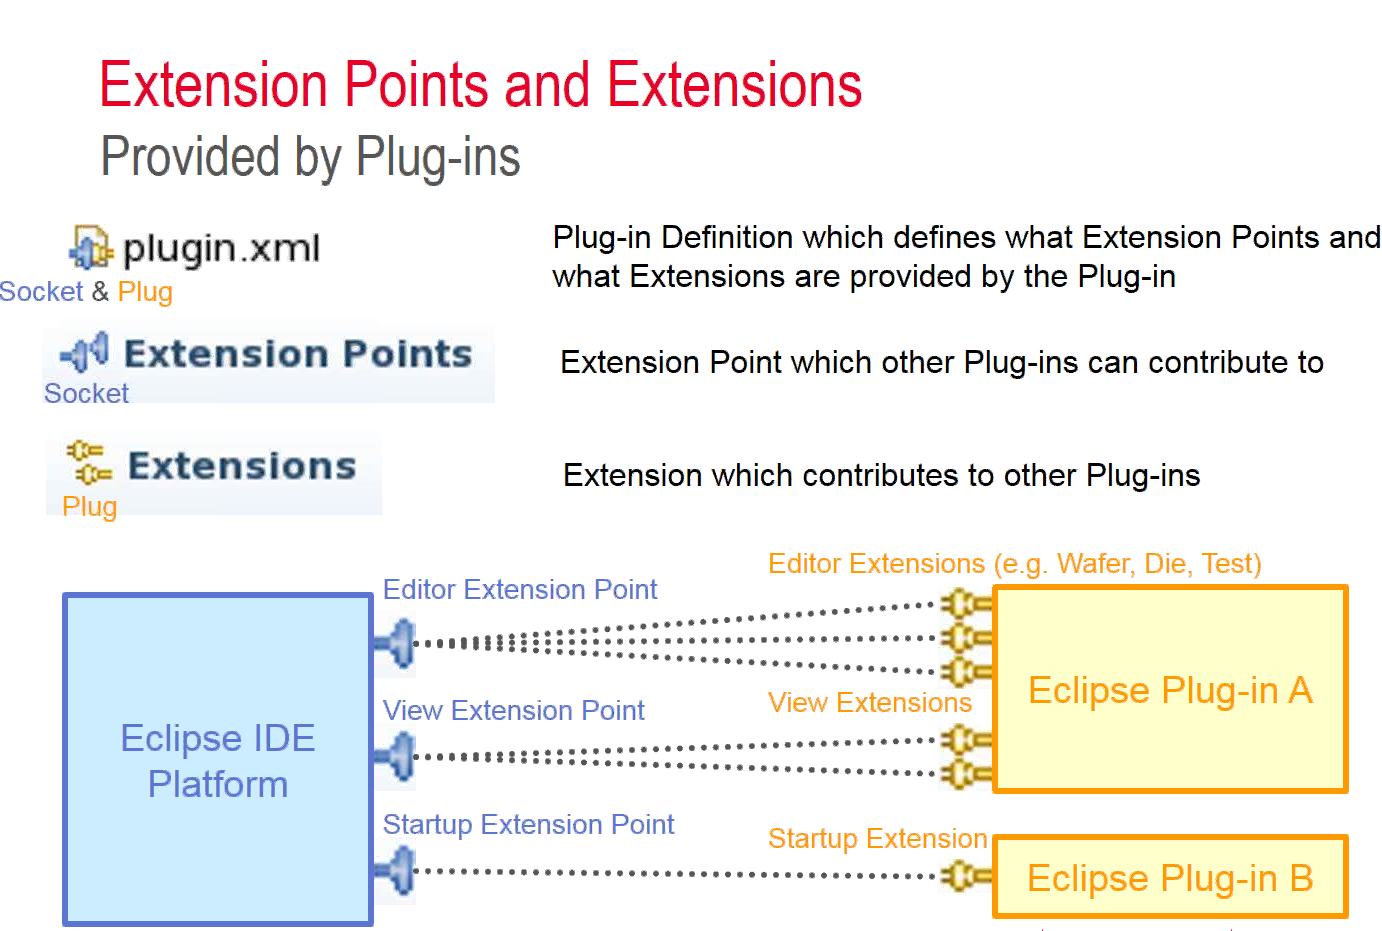 Extension Points and Extensions
Provided by Plug-ins
plugin.xml
Socket & Plug
Plug-in Definition which defines what Extension Points and
what Extensions are provided by the Plug-in
Extension Points
Socket
Extension Point which other Plug-ins can contribute to
Extensions
Plug
Extension which contributes to other Plug-ins
Editor Extensions (e.g. Wafer, Die, Test)
Editor Extension Point
Eclipse Plug-in A
View Extensions
View Extension Point
Eclipse IDE
Platform
Startup Extension Point
Startup Extension
Eclipse Plug-in B